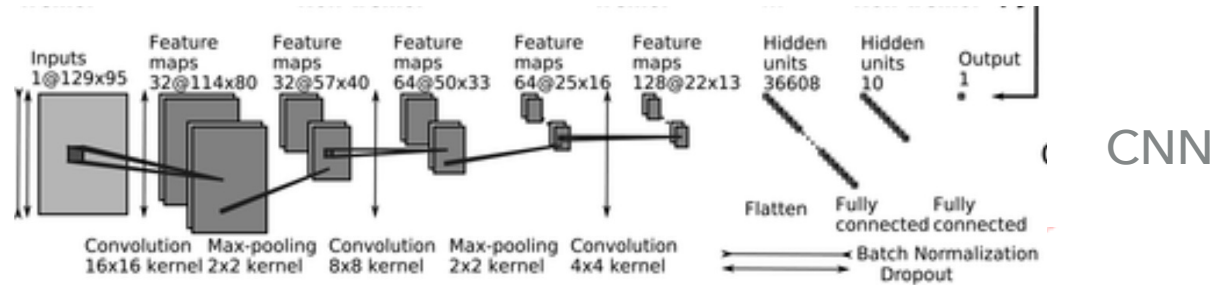 Inputs
1@129x95
Feature
maps
32@114x80
Feature
maps
32@57x40
Feature
maps
64@50x33
Feature
maps
64@25x16
Feature
maps
128@22x13
Hidden
units
36608
Hidden
units
10
Output
1
CNN
Flatten
Fully
connected
Fully
connected
Convolution
16x16 kernel
Max-pooling
2x2 kernel
Convolution
8x8 kernel
Max-pooling
2x2 kernel
Convolution
4x4 kernel
Batch Normalization
Dropout